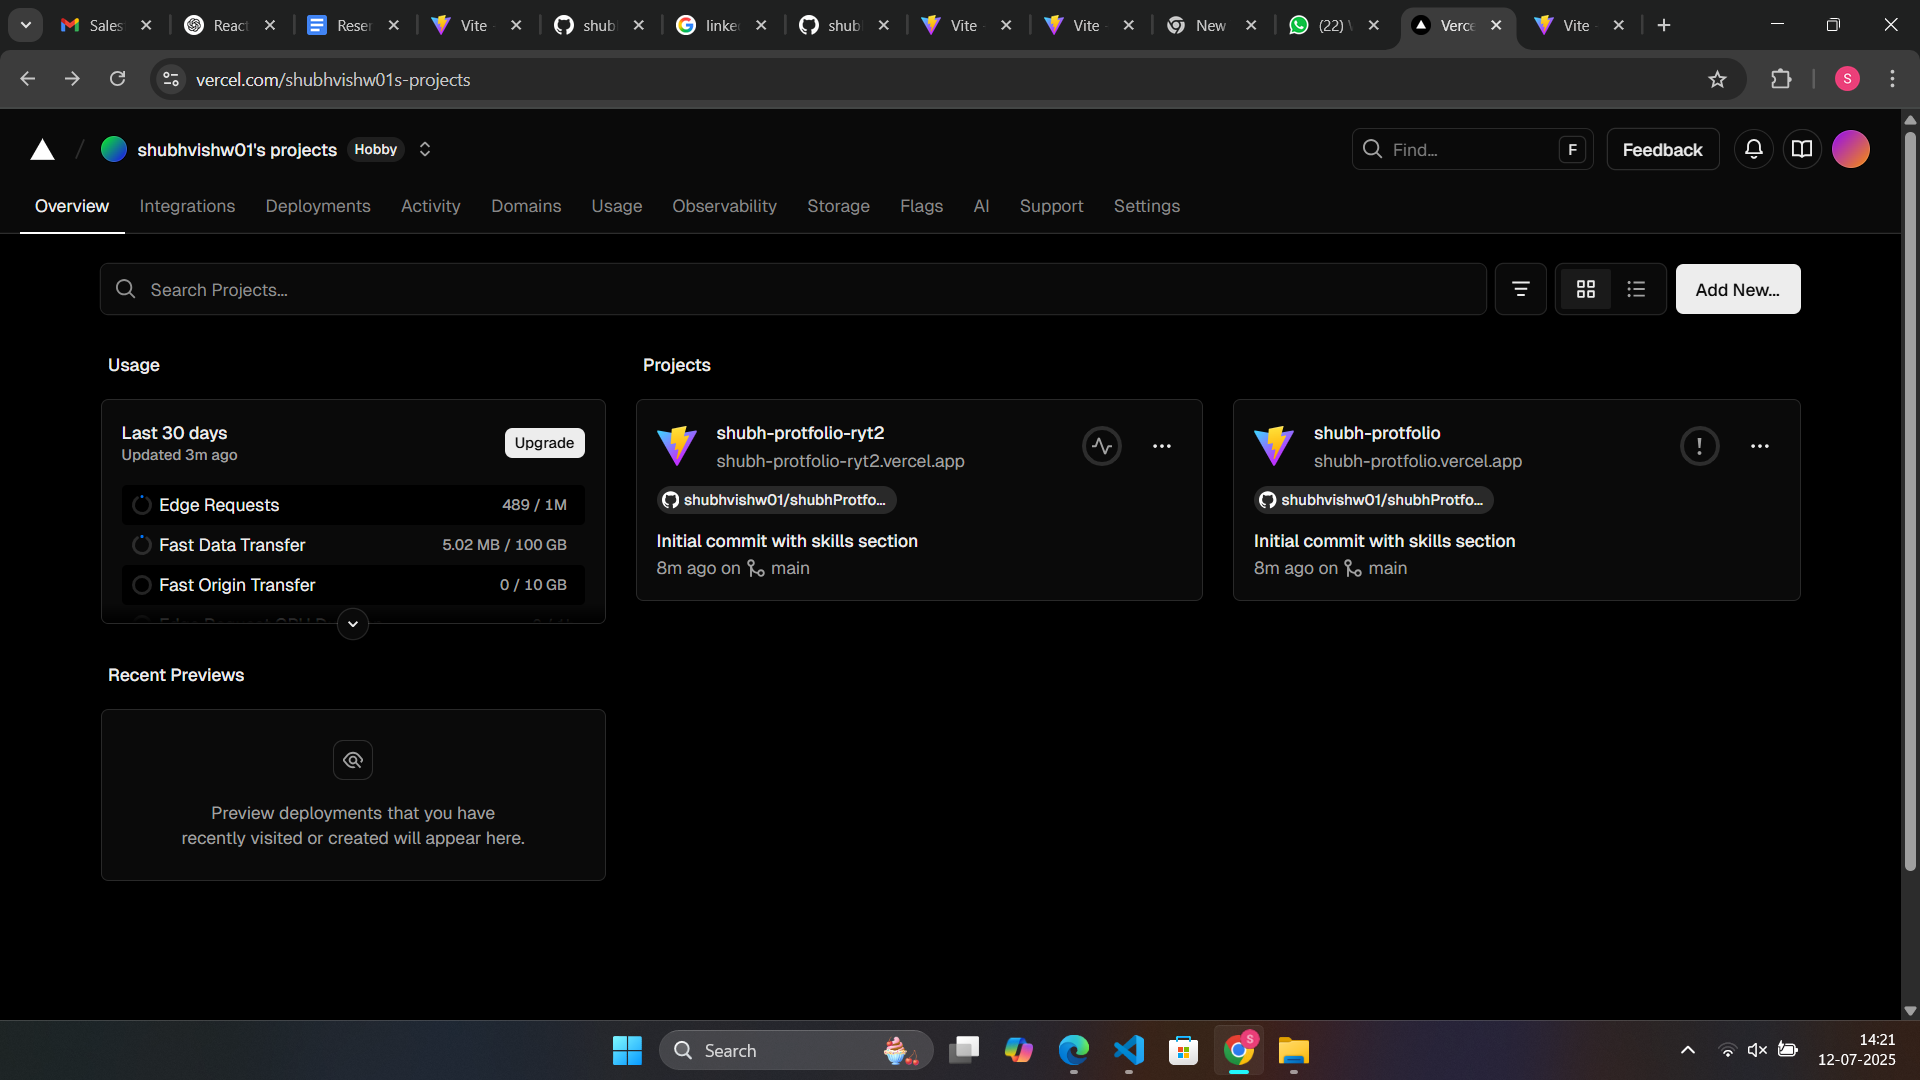 Sales
React
Reser
Vite
shub
linke
shub
Vite
Vite
New
(22)
Verce
Vite
vercel.com/shubhvishw01s-projects
S
shubhvishw01's projects
Hobby
Find...
F
Feedback
Overview
Integrations
Deployments
Activity
Domains
Usage
Observability
Storage
Flags
AI
Support
Settings
Search Projects...
Add New...
Usage
Projects
Last 30 days
Updated 3m ago
Upgrade
Edge Requests
489 / 1M
Fast Data Transfer
5.02 MB / 100 GB
Fast Origin Transfer
0 / 10 GB
shubh-protfolio-ryt2
shubh-protfolio-ryt2.vercel.app
shubhvishw01/shubhProtfo...
Initial commit with skills section
8m ago on main
shubh-protfolio
shubh-protfolio.vercel.app
shubhvishw01/shubhProtfo...
Initial commit with skills section
8m ago on main
Recent Previews
Preview deployments that you have
recently visited or created will appear here.
Search
S
14:21
12-07-2025